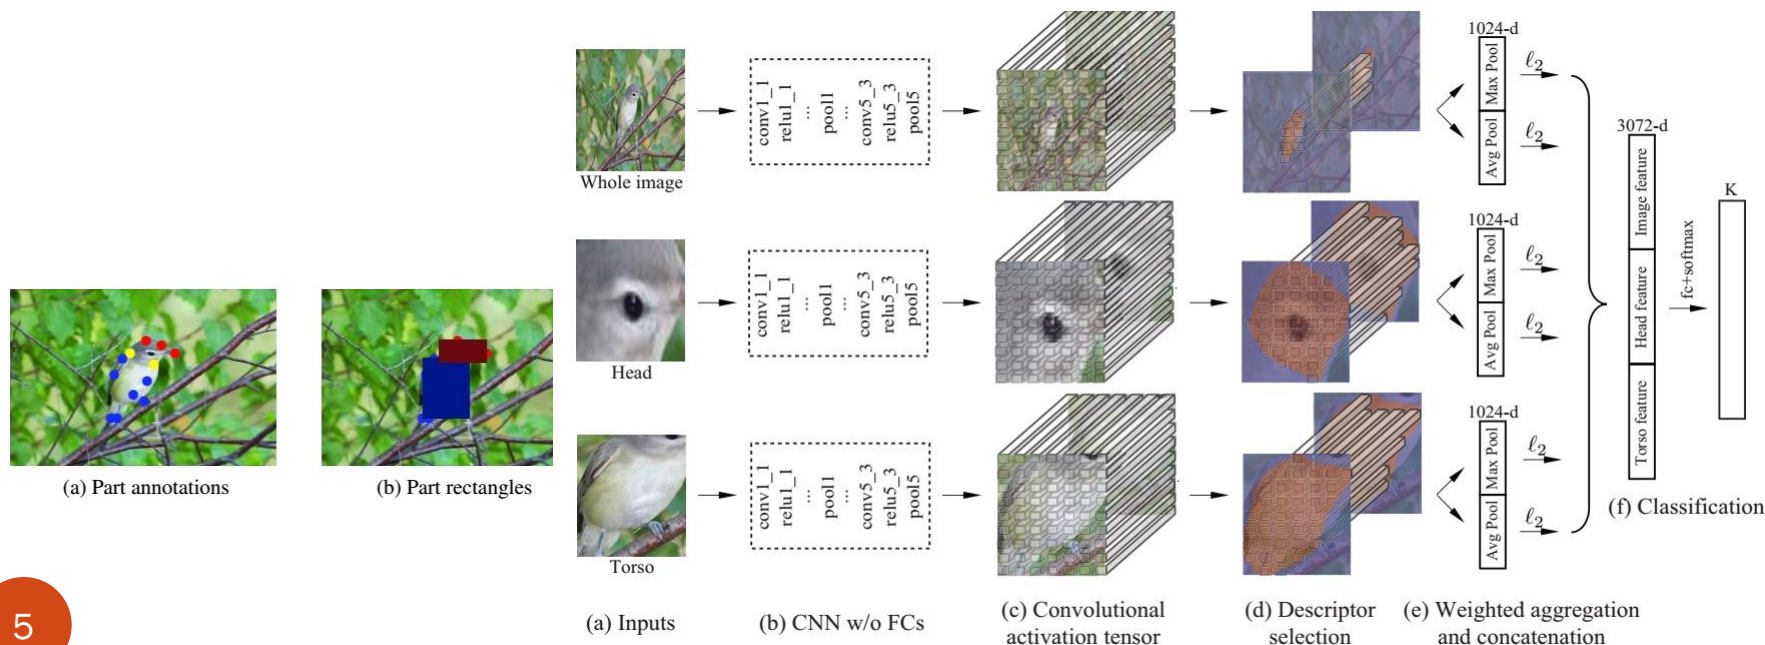 (a) Part annotations
(b) Part rectangles
5
Whole image
conv1_1
relu1_1
...
pool1
...
conv5_3
relu5_3
pool5
1024-d
Max Pool
Avg Pool
ℓ2
ℓ2
Head
conv1_1
relu1_1
...
pool1
...
conv5_3
relu5_3
pool5
1024-d
Max Pool
Avg Pool
ℓ2
ℓ2
Torso
conv1_1
relu1_1
...
pool1
...
conv5_3
relu5_3
pool5
1024-d
Max Pool
Avg Pool
ℓ2
ℓ2
3072-d
Image feature
Head feature
Torso feature
fc+softmax
K
(f) Classification
(a) Inputs
(b) CNN w/o FCs
(c) Convolutional
activation tensor
(d) Descriptor
selection
(e) Weighted aggregation
and concatenation